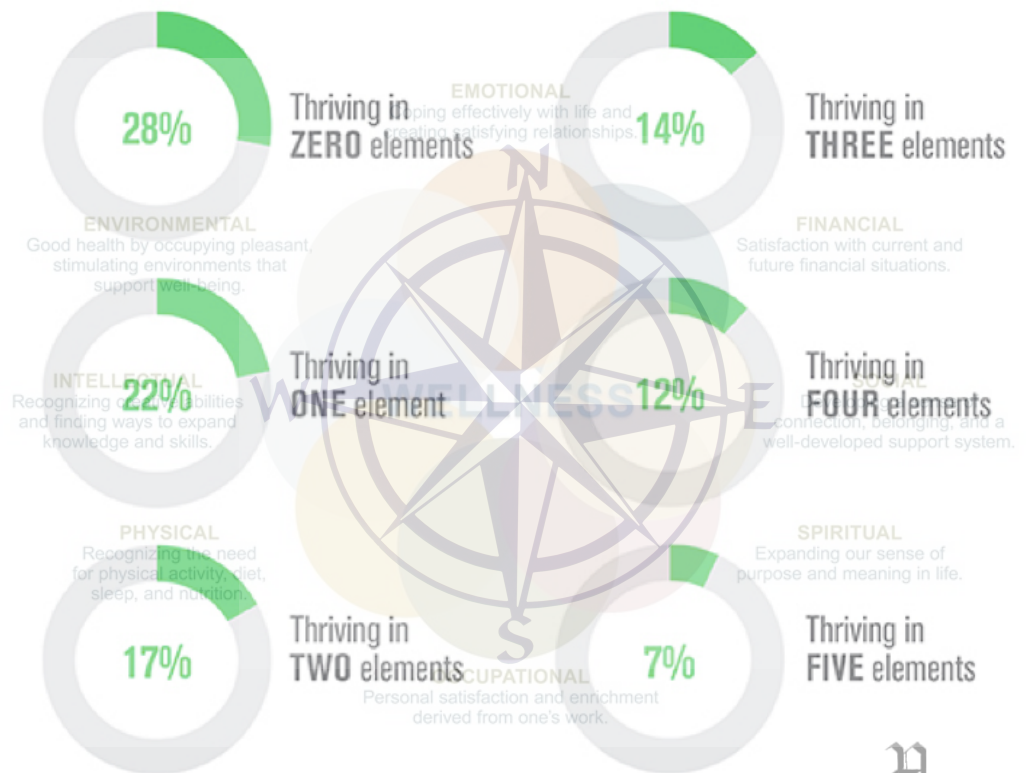 28%
Thriving in
ZERO elements
14%
Thriving in
THREE elements
EMOTIONAL
Coping effectively with life and
creating satisfying relationships.
N
ENVIRONMENTAL
Good health by occupying pleasant,
stimulating environments that
support well-being.
FINANCIAL
Satisfaction with current and
future financial situations.
22%
Thriving in
ONE element
12%
Thriving in
FOUR elements
INTELLECTUAL
Recognizing creative abilities
and finding ways to expand
knowledge and skills.
W
WELLNESS
E
SOCIAL
connection, belonging, and a
well-developed support system.
PHYSICAL
Recognizing the need
for physical activity, diet,
sleep, and nutrition.
SPIRITUAL
Expanding our sense of
purpose and meaning in life.
17%
Thriving in
TWO elements
7%
Thriving in
FIVE elements
S
OCCUPATIONAL
Personal satisfaction and enrichment
derived from one's work.